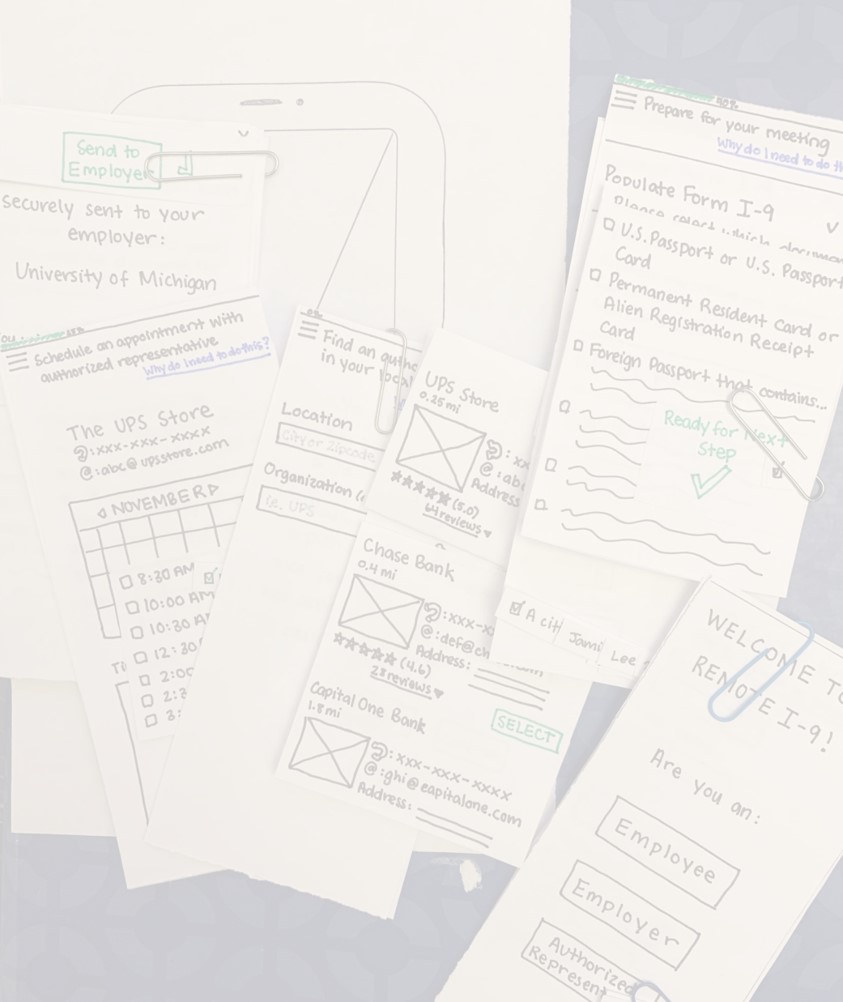 Send to
Employer
securely sent to your
employer:
University of Michigan
Schedule an appointment with
authorized representative
Why do I need to do this?
The UPS Store
:xxx-xxx-xxxx
@:abc@upsstore.com
NOVEMBER
8:30 AM
10:00 AM
10:30 A
12:30
2:00
2:3
3:
Find an autho
in your local
Location
City or Zipcode
Organization (
i.e. UPS
UPS Store
0.25 mi
: xx
@:abc
Address
(5.0)
64 reviews
Chase Bank
0.4 mi
:xxx-x
@:def@ch
Address:
(4.6)
28 reviews
Capital One Bank
1.8 mi
SELECT
:xxx-xxx-xxxx
@:ghi@capitalone.com
Address:
40%
Prepare for your meeting
Why do I need to do th
Populate Form I-9
Please select which documen
U.S. Passport or U.S. Passport
Card
Permanent Resident Card or
Alien Registration Receipt
Card
Foreign Passport that contains...
Ready for Next
Step
A cit
Jami
Lee
WELCOME TO
REMOTE I-9!
Are you an:
Employee
Employer
Authorized
Represent